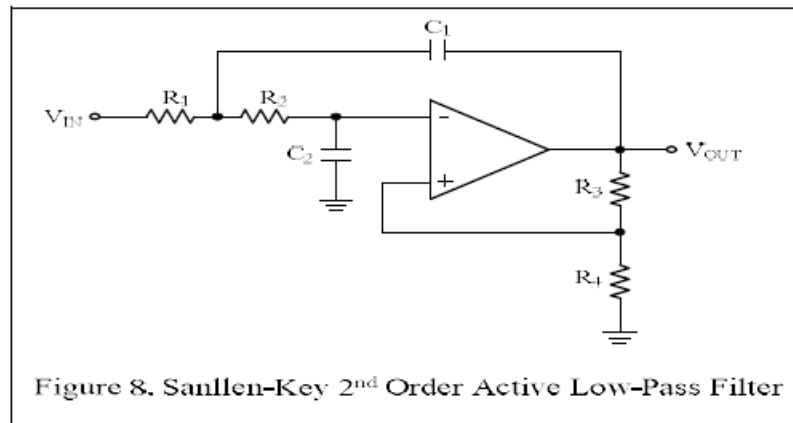 C1
R1
R2
VIN
-
C2
+
VOUT
R3
R4
Figure 8. Sanllen-Key 2nd Order Active Low-Pass Filter